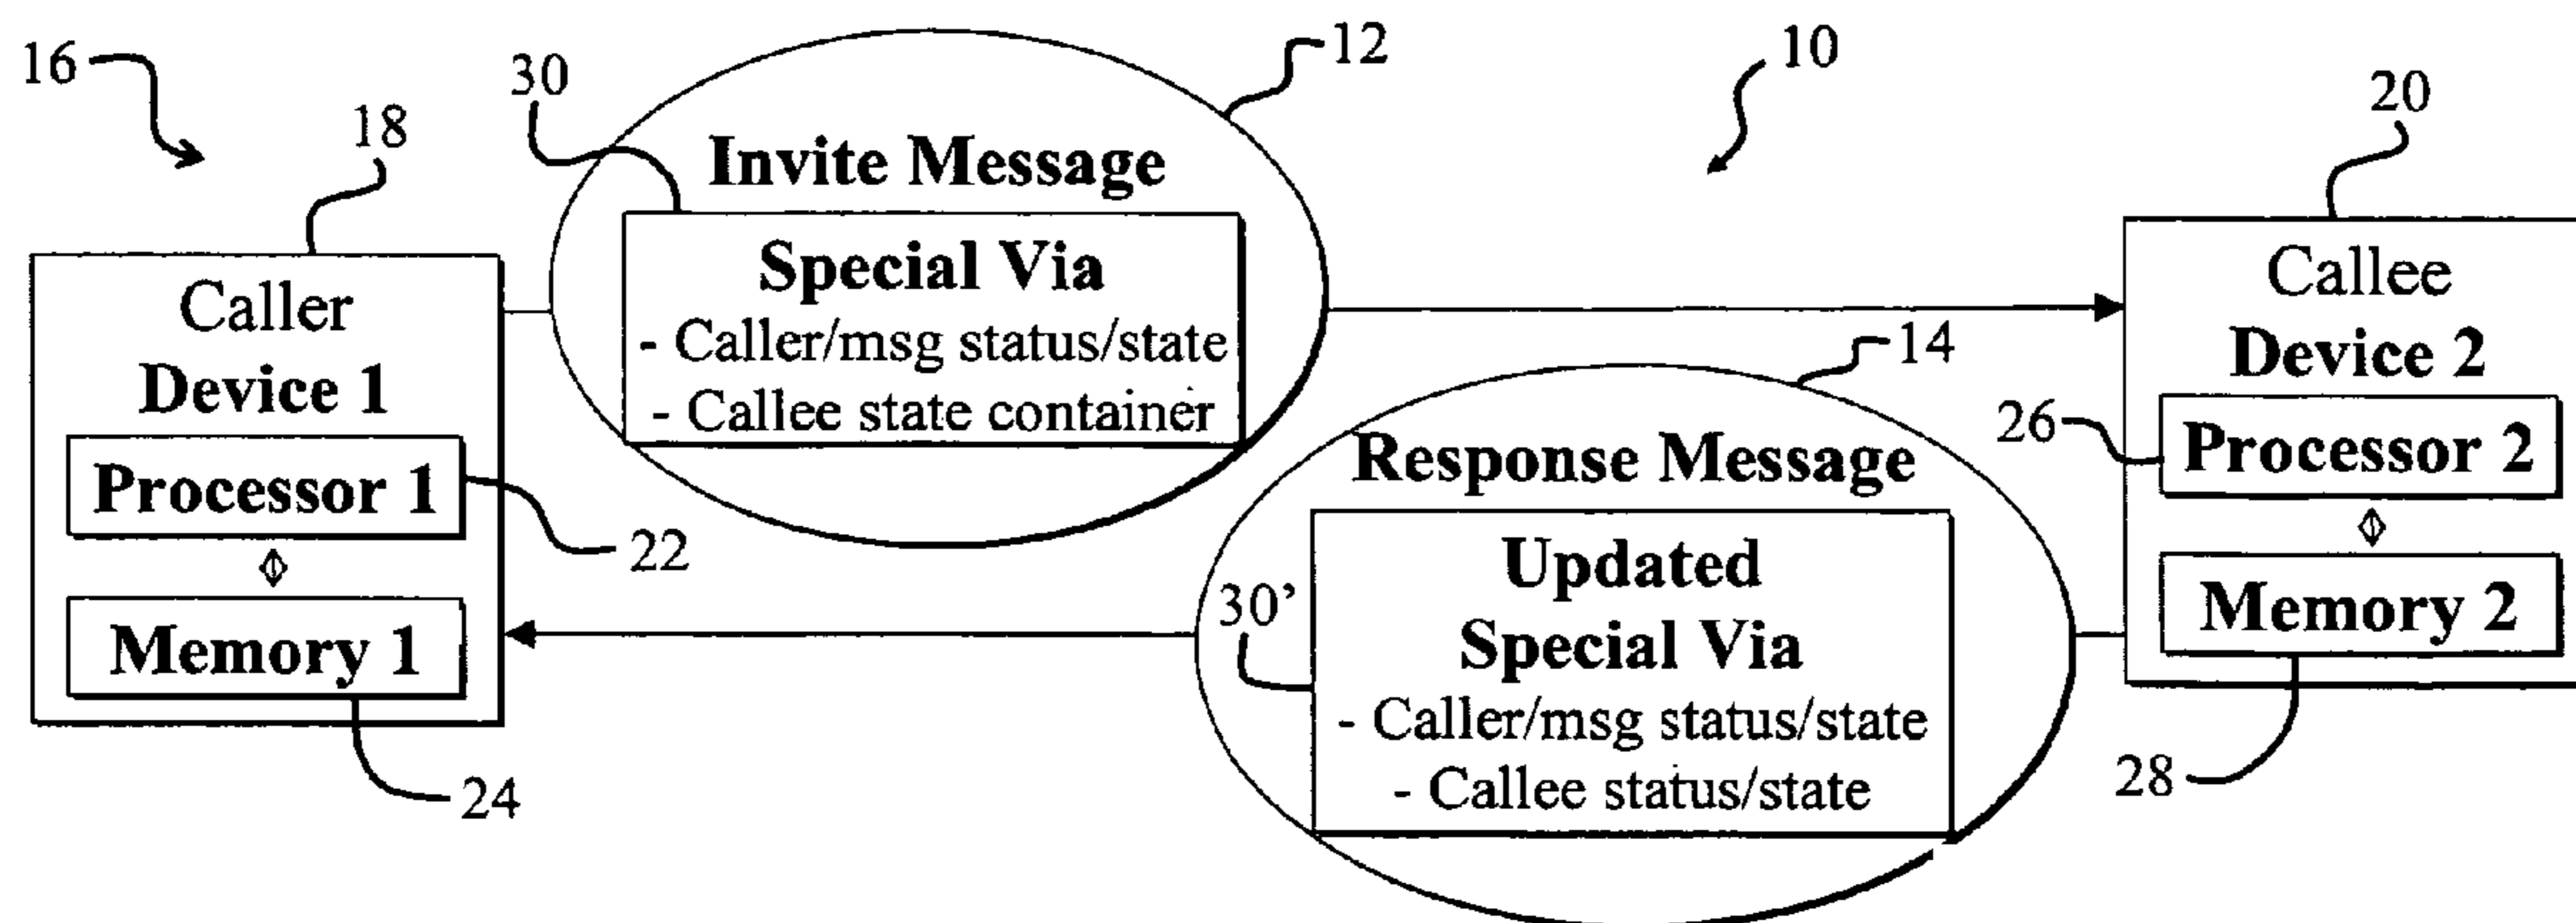 16
18
30
12
10
20
Invite Message
Special Via
- Caller/msg status/state
- Callee state container
Caller
Device 1
Processor 1
Memory 1
22
24
Callee
Device 2
Processor 2
Memory 2
26
28
14
Response Message
30’
Updated
Special Via
- Caller/msg status/state
- Callee status/state